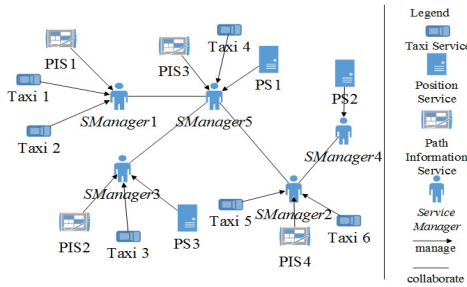 Legend
Taxi Service
Position
Service
Path
Information
Service
Service
Manager
manage
collaborate
PIS1
PIS3
Taxi 4
PS1
PS2
Taxi 1
SManager1
SManager5
Taxi 2
SManager4
SManager3
SManager2
Taxi 5
PIS2
Taxi 3
PS3
PIS4
Taxi 6